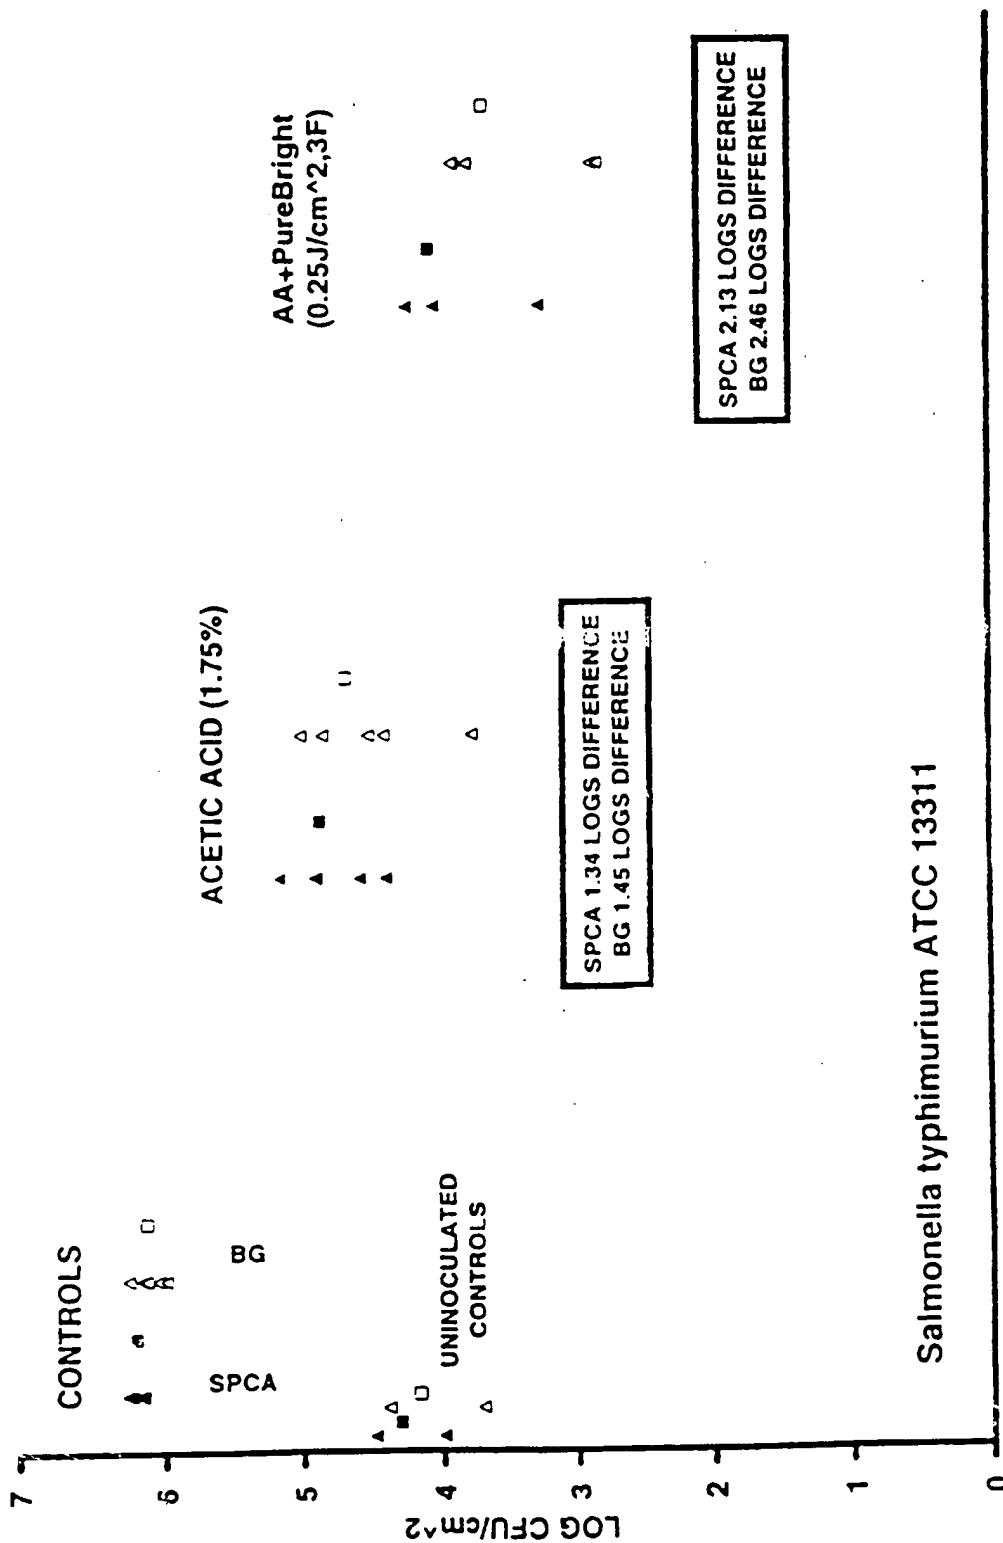 CONTROLS
SPCA
BG
UNINOCULATED
CONTROLS
ACETIC ACID (1.75%)
SPCA 1.34 LOGS DIFFERENCE
BG 1.45 LOGS DIFFERENCE
AA+PureBright
(0.25J/cm^2,3F)
SPCA 2.13 LOGS DIFFERENCE
BG 2.46 LOGS DIFFERENCE
LOG CFU/cm^2
7
6
5
4
3
2
1
0
Salmonella typhimurium ATCC 13311